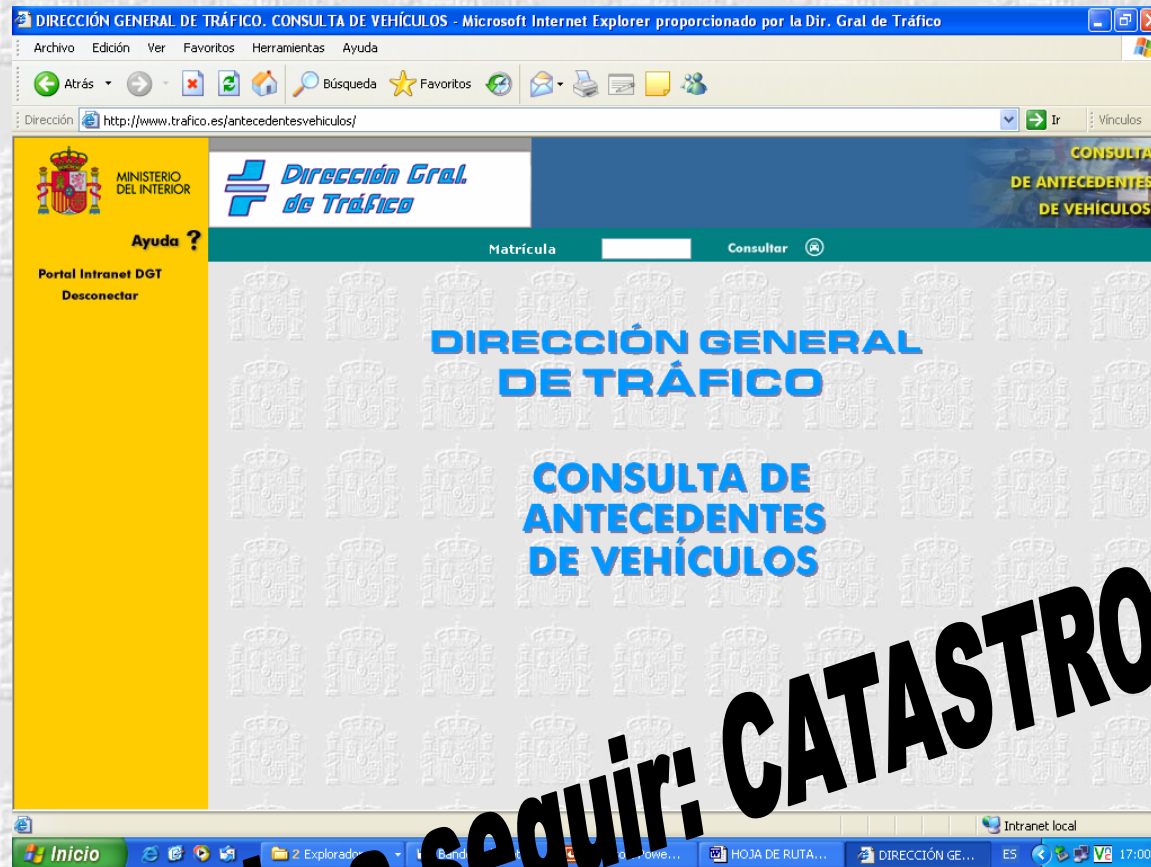 DIRECCIÓN GENERAL DE TRÁFICO. CONSULTA DE VEHÍCULOS - Microsoft Internet Explorer proporcionado por la Dir. Gral de Tráfico
Archivo Edición Ver Favoritos Herramientas Ayuda
Atrás Búsqueda Favoritos
Dirección http://www.trafico.es/antecedentesvehiculos/ Ir Vínculos
MINISTERIO
DEL INTERIOR
Dirección Gral.
de Tráfico
CONSULTA
DE ANTECEDENTES
DE VEHÍCULOS
Ayuda ?
Matrícula Consultar
Portal Intranet DGT
Desconectar
DIRECCIÓN GENERAL
DE TRÁFICO
CONSULTA DE
ANTECEDENTES
DE VEHÍCULOS
seguir: CATASTRO
Intranet local
Inicio 2 Explorador HOJA DE RUTA... DIRECCIÓN GE... ES 17:00